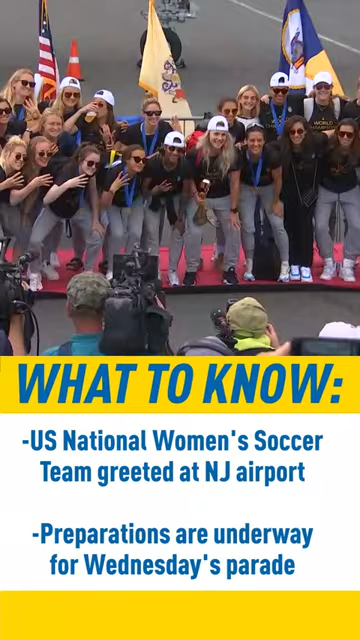 WHAT TO KNOW:
-US National Women's Soccer
Team greeted at NJ airport
-Preparations are underway
for Wednesday's parade